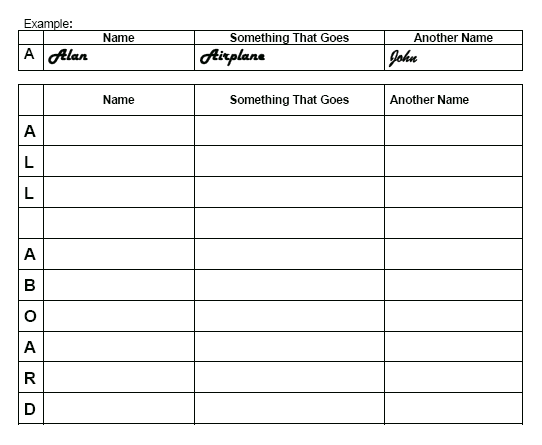 Example:
Name Something That Goes Another Name
A Alan Airplane John
Name Something That Goes Another Name
A
L
L
A
B
O
A
R
D